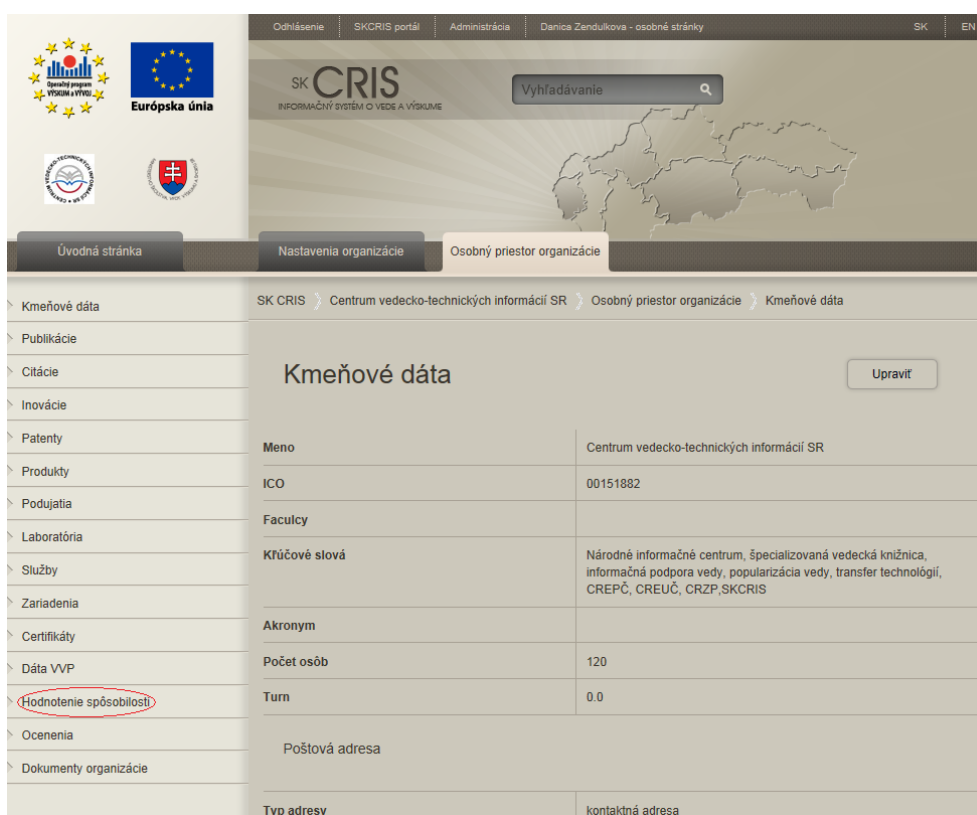 Odhlásenie SKCRIS portál Administrácia Danica Zendulkova - osobné stránky SK EN
Operačný program
VÝSKUM a VÝVOJ
Európska únia
SK CRIS
INFORMAČNÝ SYSTÉM O VEDE A VÝSKUME
Vyhľadávanie
Úvodná stránka
Nastavenia organizácie
Osobný priestor organizácie
SK CRIS Centrum vedecko-technických informácií SR Osobný priestor organizácie Kmeňové dáta
Kmeňové dáta
Publikácie
Citácie
Inovácie
Patenty
Produkty
Podujatia
Laboratória
Služby
Zariadenia
Certifikáty
Dáta VVP
Hodnotenie spôsobilosti
Ocenenia
Dokumenty organizácie
Kmeňové dáta
Upraviť
Meno Centrum vedecko-technických informácií SR
ICO 00151882
Faculcy
Kľúčové slová Národné informačné centrum, špecializovaná vedecká knižnica,
informačná podpora vedy, popularizácia vedy, transfer technológií,
CREPČ, CREUČ, CRZP,SKCRIS
Akronym
Počet osôb 120
Turn 0.0
Poštová adresa
Typ adresy kontaktná adresa